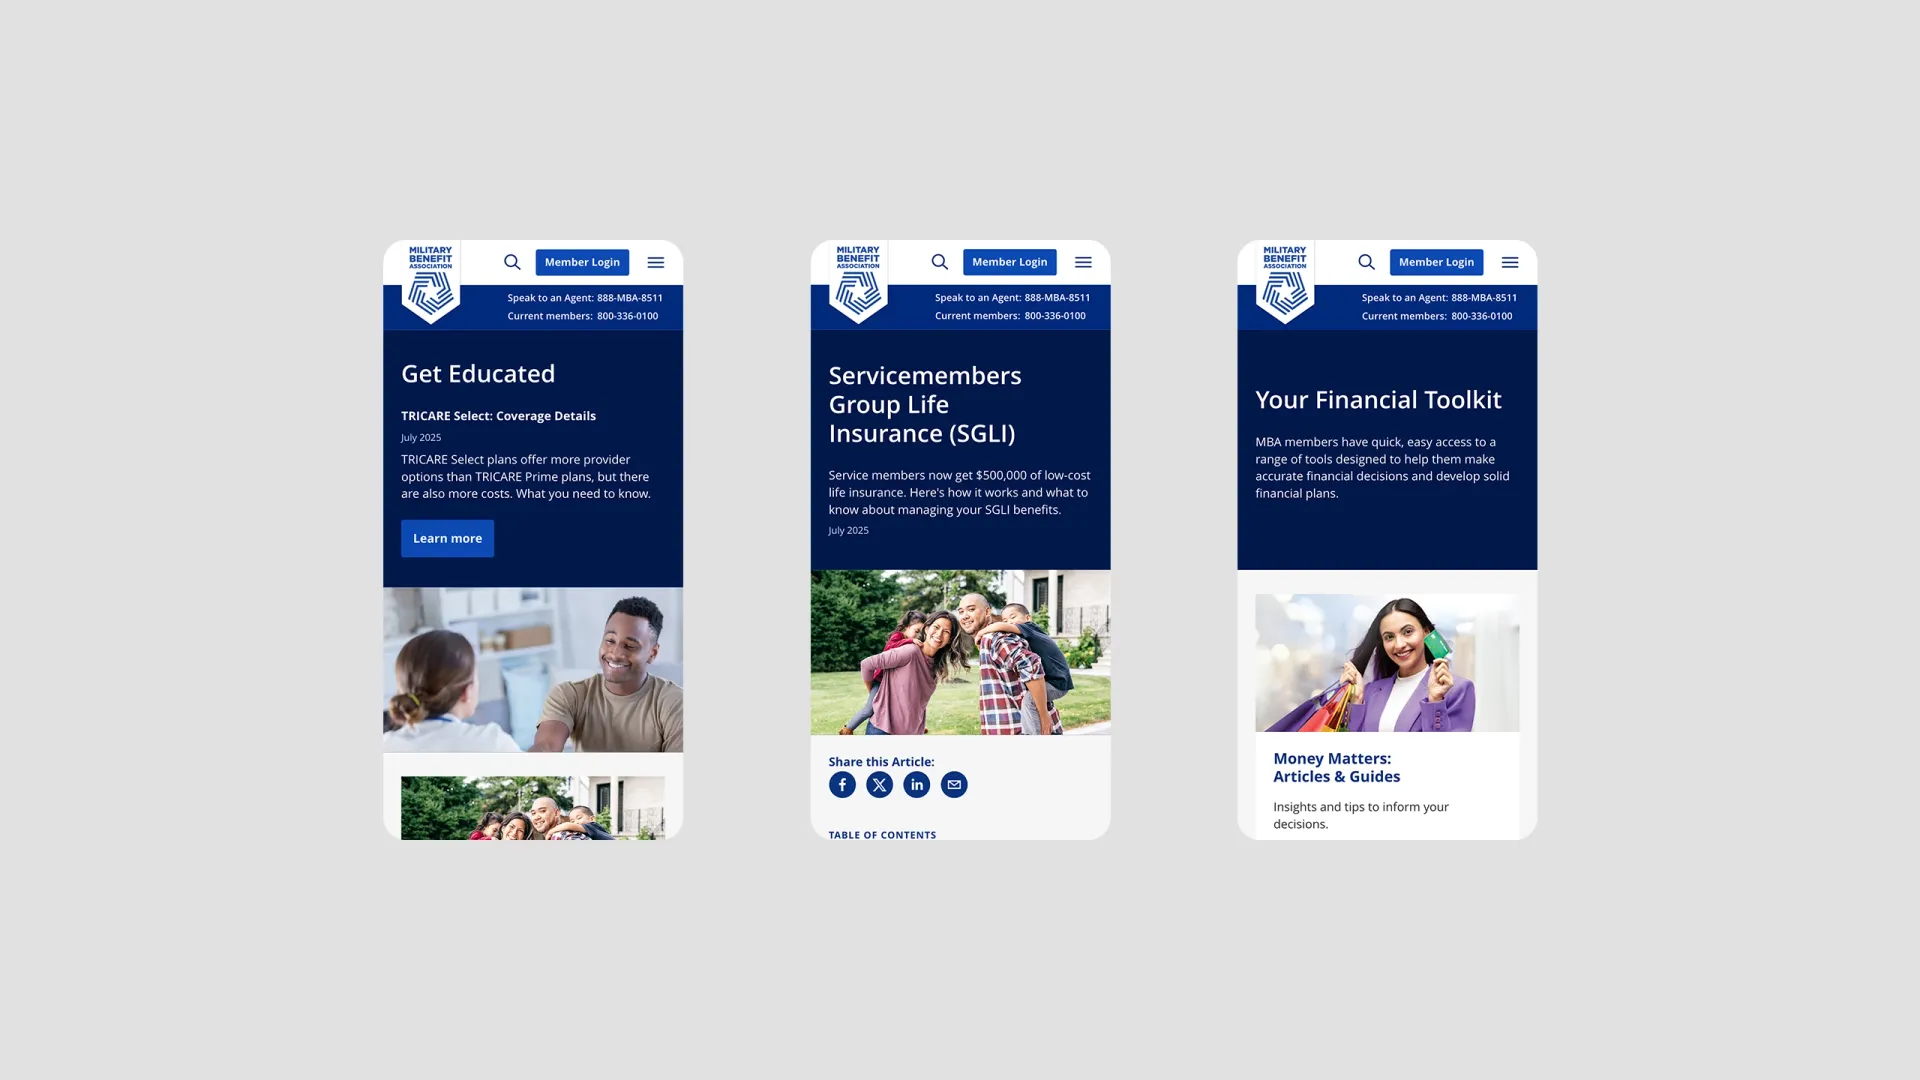 MILITARY
BENEFIT
ASSOCIATION
Member Login
Speak to an Agent: 888-MBA-8511
Current members: 800-336-0100
Get Educated
TRICARE Select: Coverage Details
July 2025
TRICARE Select plans offer more provider
options than TRICARE Prime plans, but there
are also more costs. What you need to know.
Learn more
MILITARY
BENEFIT
ASSOCIATION
Member Login
Speak to an Agent: 888-MBA-8511
Current members: 800-336-0100
Servicemembers
Group Life
Insurance (SGLI)
Service members now get $500,000 of low-cost
life insurance. Here's how it works and what to
know about managing your SGLI benefits.
July 2025
Share this Article:
TABLE OF CONTENTS
MILITARY
BENEFIT
ASSOCIATION
Member Login
Speak to an Agent: 888-MBA-8511
Current members: 800-336-0100
Your Financial Toolkit
MBA members have quick, easy access to a
range of tools designed to help them make
accurate financial decisions and develop solid
financial plans.
Money Matters:
Articles & Guides
Insights and tips to inform your
decisions.